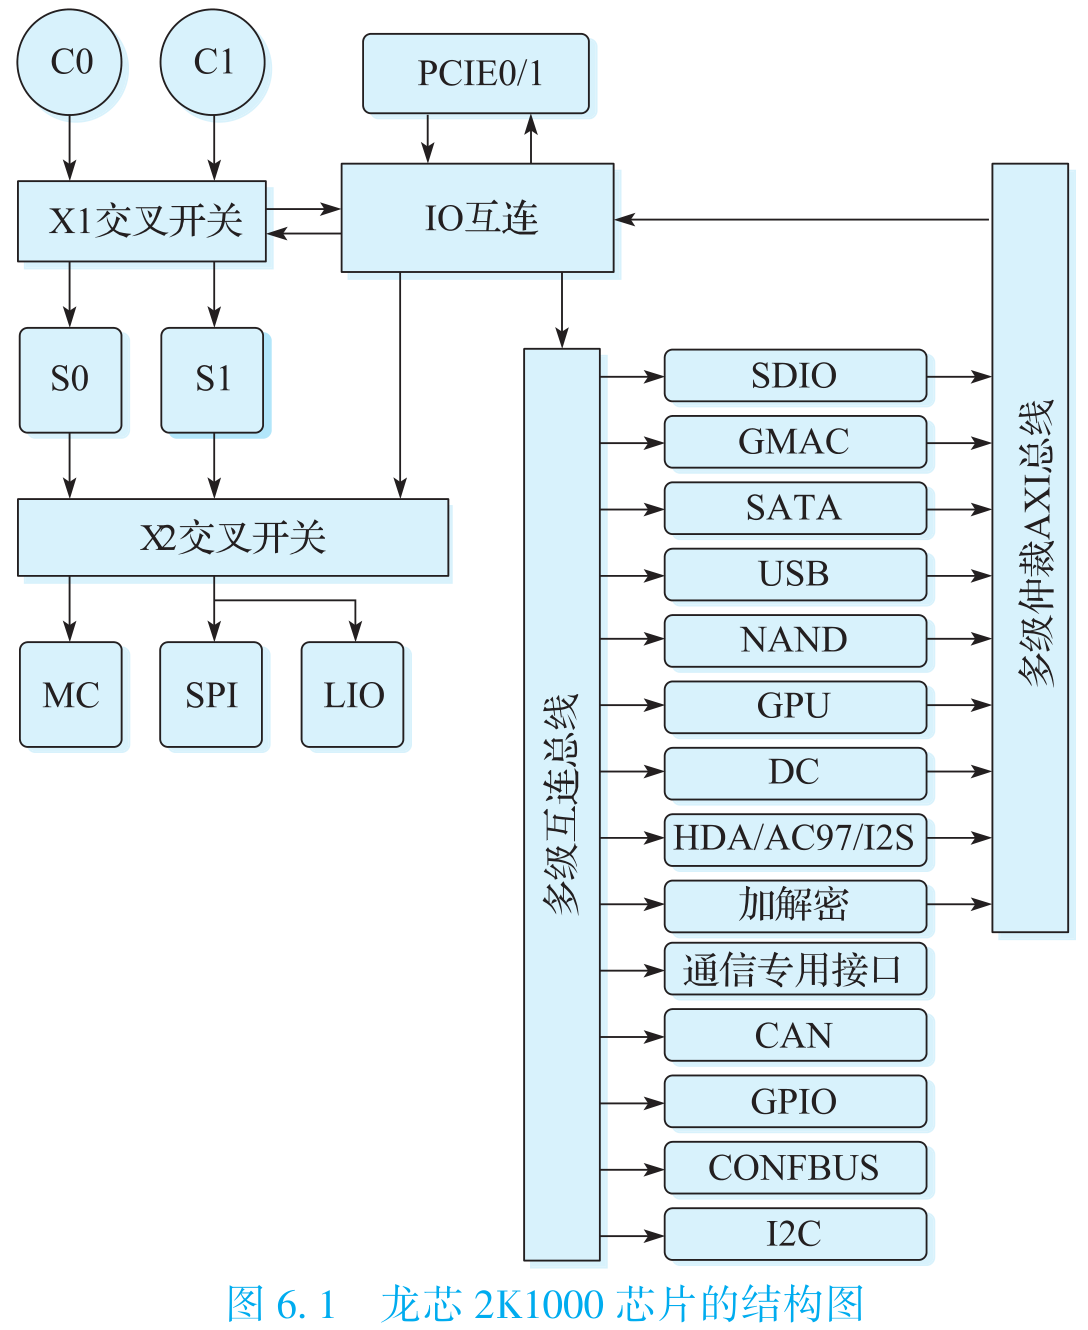 C0
C1
PCIE0/1
X1交叉开关
IO互连
S0
S1
X2交叉开关
MC
SPI
LIO
多级互连总线
SDIO
GMAC
SATA
USB
NAND
GPU
DC
HDA/AC97/I2S
加解密
通信专用接口
CAN
GPIO
CONFBUS
I2C
多级仲裁AXI总线
图 6.1 龙芯 2K1000 芯片的结构图